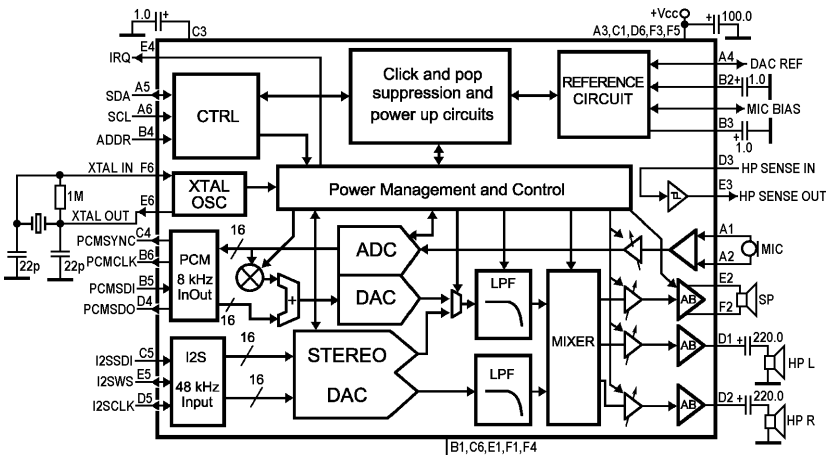 1.0
+
C3
+Vcc
+
100.0
A3,C1,D6,F3,F5
E4
IRQ
A5
SDA
A6
SCL
B4
ADDR
CTRL
Click and pop
suppression and
power up circuits
REFERENCE
CIRCUIT
A4
DAC REF
B2
+
1.0
MIC BIAS
B3
+
1.0
D3
HP SENSE IN
E3
HP SENSE OUT
XTAL IN F6
1M
E6
XTAL OUT
22p
22p
XTAL
OSC
Power Management and Control
C4
PCMSYNC
B6
PCMCLK
B5
PCMSDI
D4
PCMSDO
PCM
8 kHz
InOut
16
16
+
ADC
DAC
LPF
MIXER
A1
A2
MIC
AB
E2
F2
SP
AB
D1
+
220.0
HP L
AB
D2
+
220.0
HP R
C5
I2SSDI
E5
I2SWS
D5
I2SCLK
I2S
48 kHz
Input
16
16
STEREO
DAC
LPF
B1,C6,E1,F1,F4